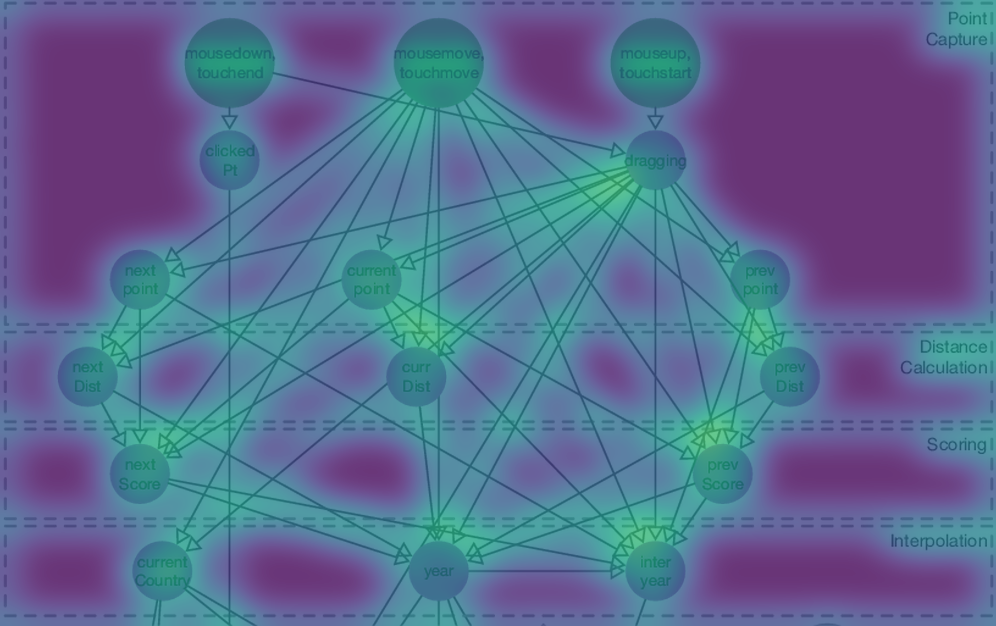 Point
Capture
mousedown,
touchend
mousemove,
touchmove
mouseup,
touchstart
clicked
Pt
dragging
next
point
current
point
prev
point
Distance
Calculation
next
Dist
curr
Dist
prev
Dist
Scoring
next
Score
prev
Score
Interpolation
current
Country
year
inter
year